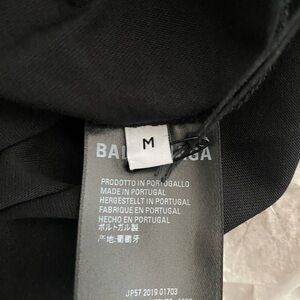 M
PRODOTTO IN PORTOGALLO
MADE IN PORTUGAL
HERGESTELLT IN PORTUGAL
FABRIQUE EN PORTUGAL
HECHO EN PORTUGAL
ポルトガル製
产地:葡萄牙
JP57 2019 01703